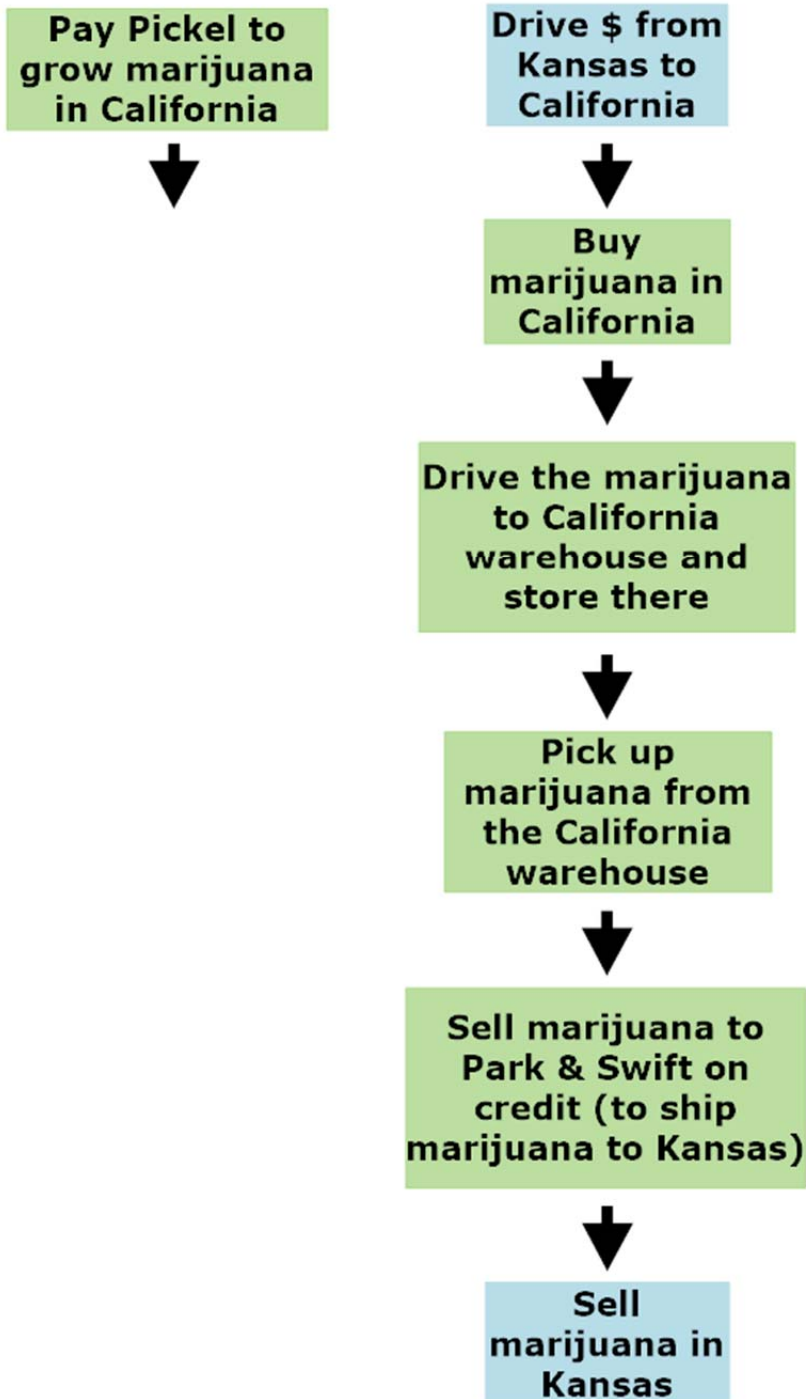 Pay Pickel to
grow marijuana
in California
Drive $ from
Kansas to
California
Buy
marijuana in
California
Drive the marijuana
to California
warehouse and
store there
Pick up
marijuana from
the California
warehouse
Sell marijuana to
Park & Swift on
credit (to ship
marijuana to Kansas)
Sell
marijuana in
Kansas